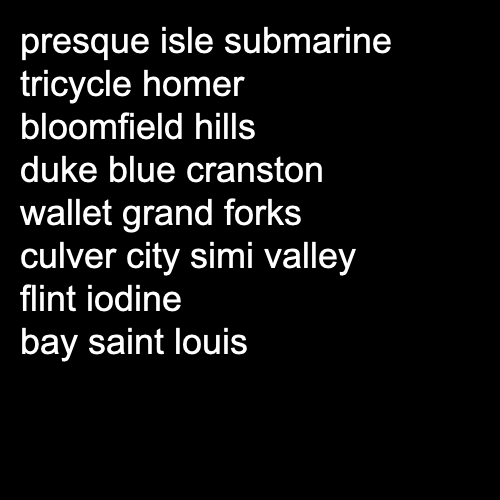 presque isle submarine
tricycle homer
bloomfield hills
duke blue cranston
wallet grand forks
culver city simi valley
flint iodine
bay saint louis